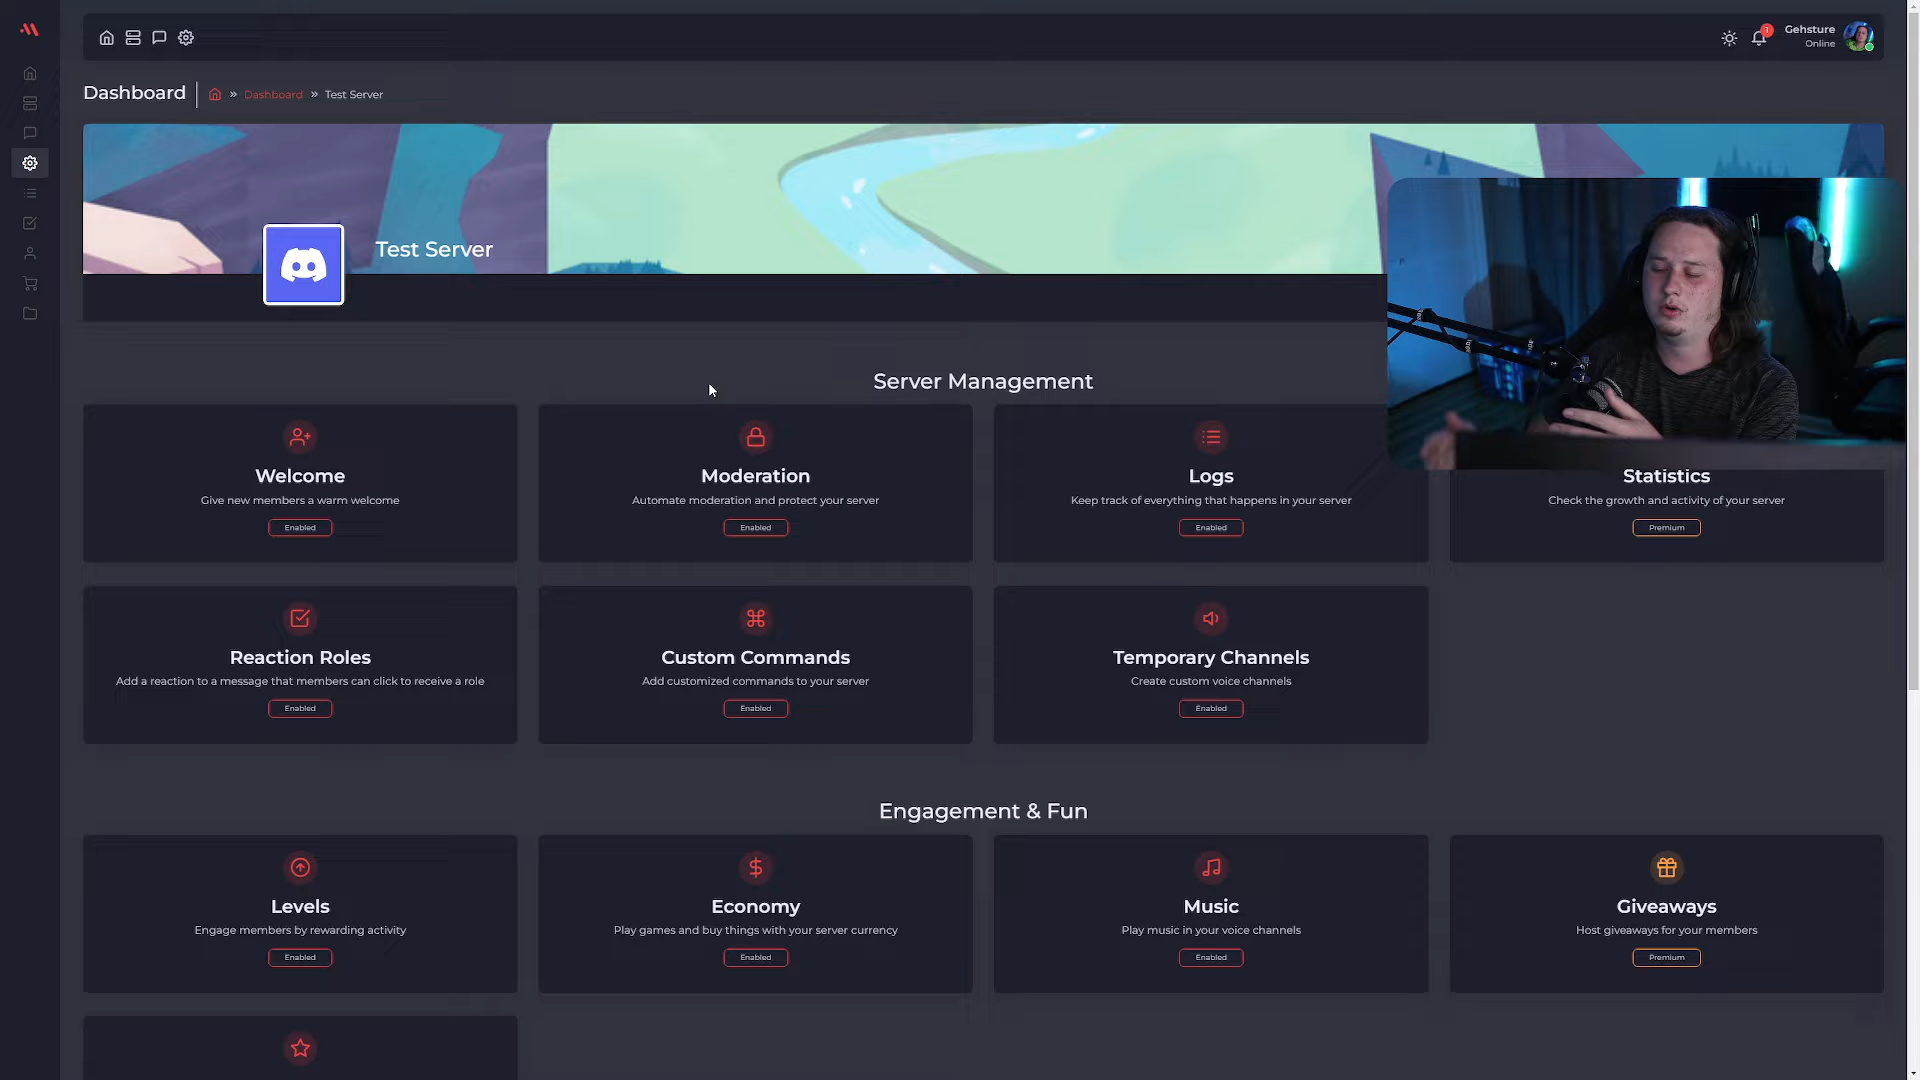 Gehsture
Online
Dashboard
» Dashboard » Test Server
Test Server
Server Management
Welcome
Give new members a warm welcome
Enabled
Moderation
Automate moderation and protect your server
Enabled
Logs
Keep track of everything that happens in your server
Enabled
Statistics
Check the growth and activity of your server
Premium
Reaction Roles
Add a reaction to a message that members can click to receive a role
Enabled
Custom Commands
Add customized commands to your server
Enabled
Temporary Channels
Create custom voice channels
Enabled
Engagement & Fun
Levels
Engage members by rewarding activity
Enabled
Economy
Play games and buy things with your server currency
Enabled
Music
Play music in your voice channels
Enabled
Giveaways
Host giveaways for your members
Premium